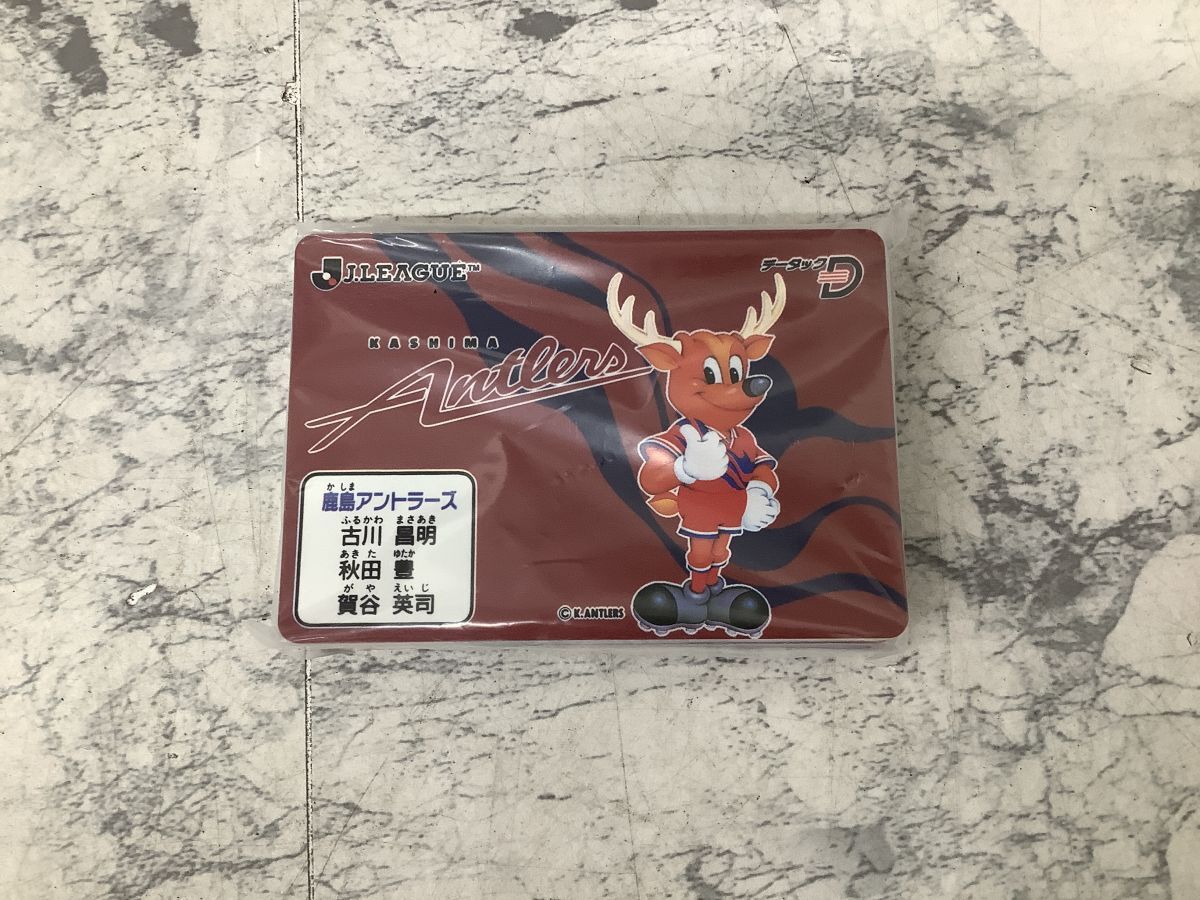 J.LEAGUE™
データック
D
KASHIMA
Antlers
かしま
鹿島アントラーズ
ふるかわ まさあき
古川 昌明
あきた ゆたか
秋田 豊
がや えいじ
賀谷 英司
©K.ANTLERS